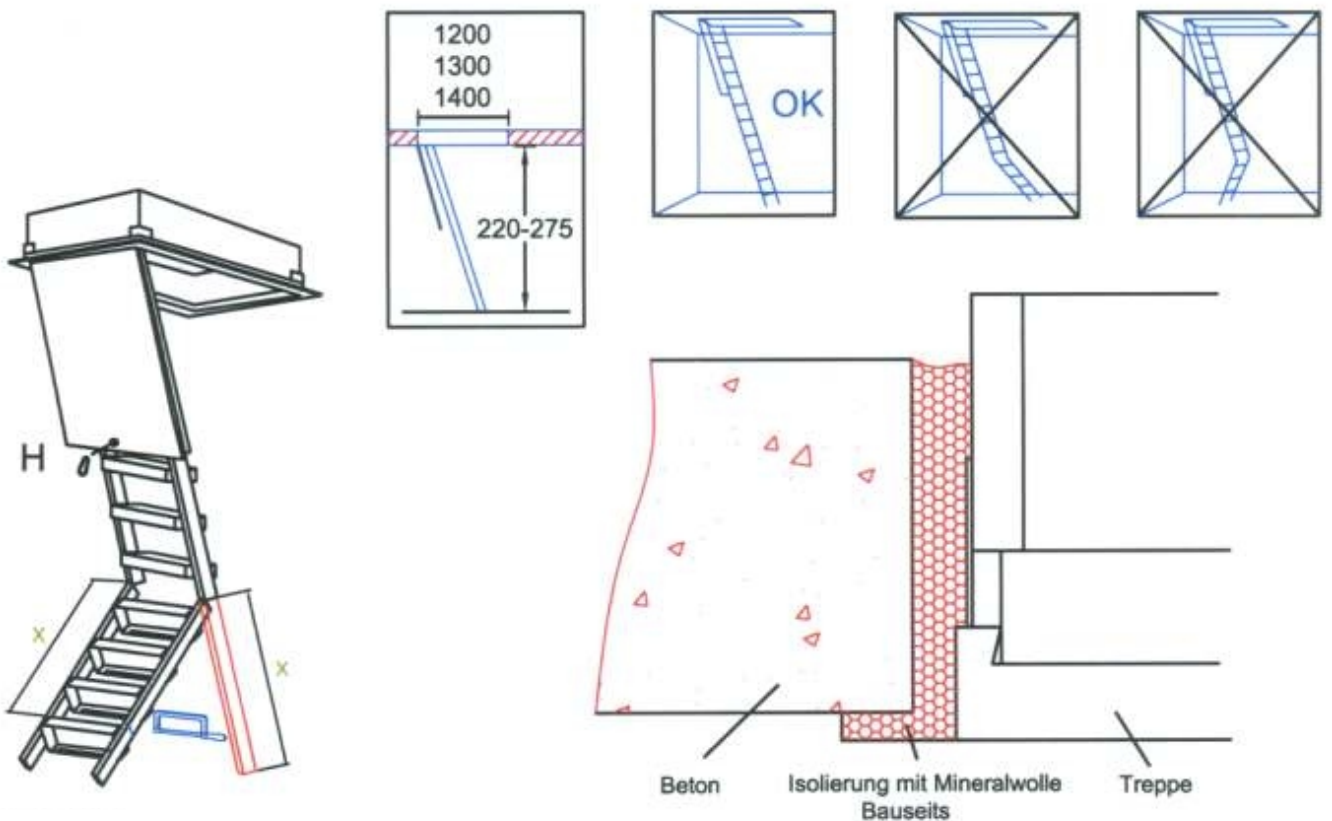 1200
1300
1400
220-275
OK
H
x
x
Beton
Isolierung mit Mineralwolle
Bauseits
Treppe